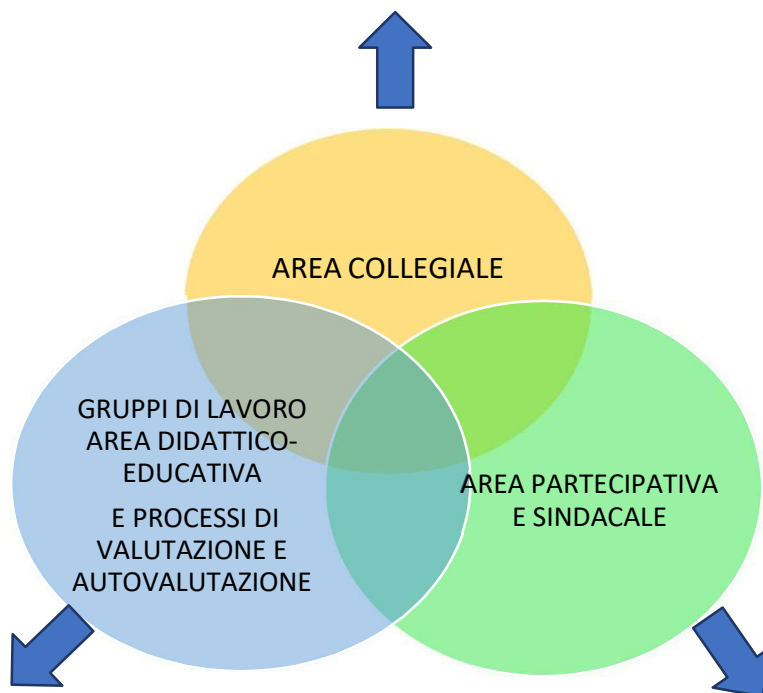 AREA COLLEGIALE
GRUPPI DI LAVORO
AREA DIDATTICO-
EDUCATIVA
E PROCESSI DI
VALUTAZIONE E
AUTOVALUTAZIONE
AREA PARTECIPATIVA
E SINDACALE